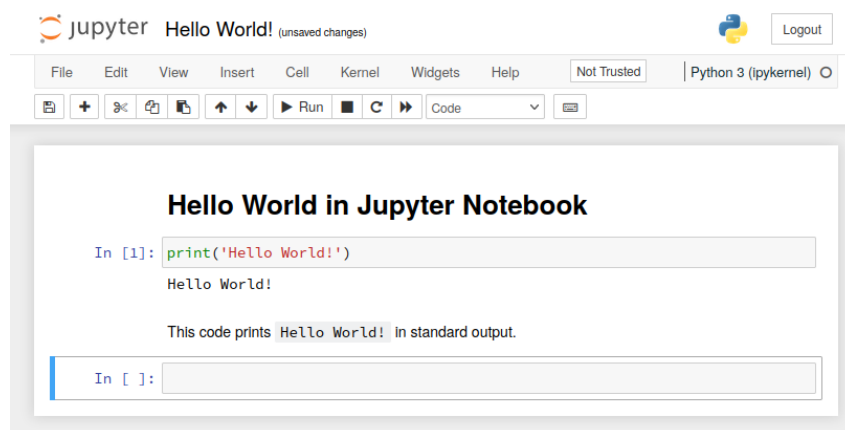 jupyter Hello World! (unsaved changes) Logout
File Edit View Insert Cell Kernel Widgets Help Not Trusted Python 3 (ipykernel)
Run Code
Hello World in Jupyter Notebook
In [1]: print('Hello World!')
Hello World!
This code prints Hello World! in standard output.
In [ ]: